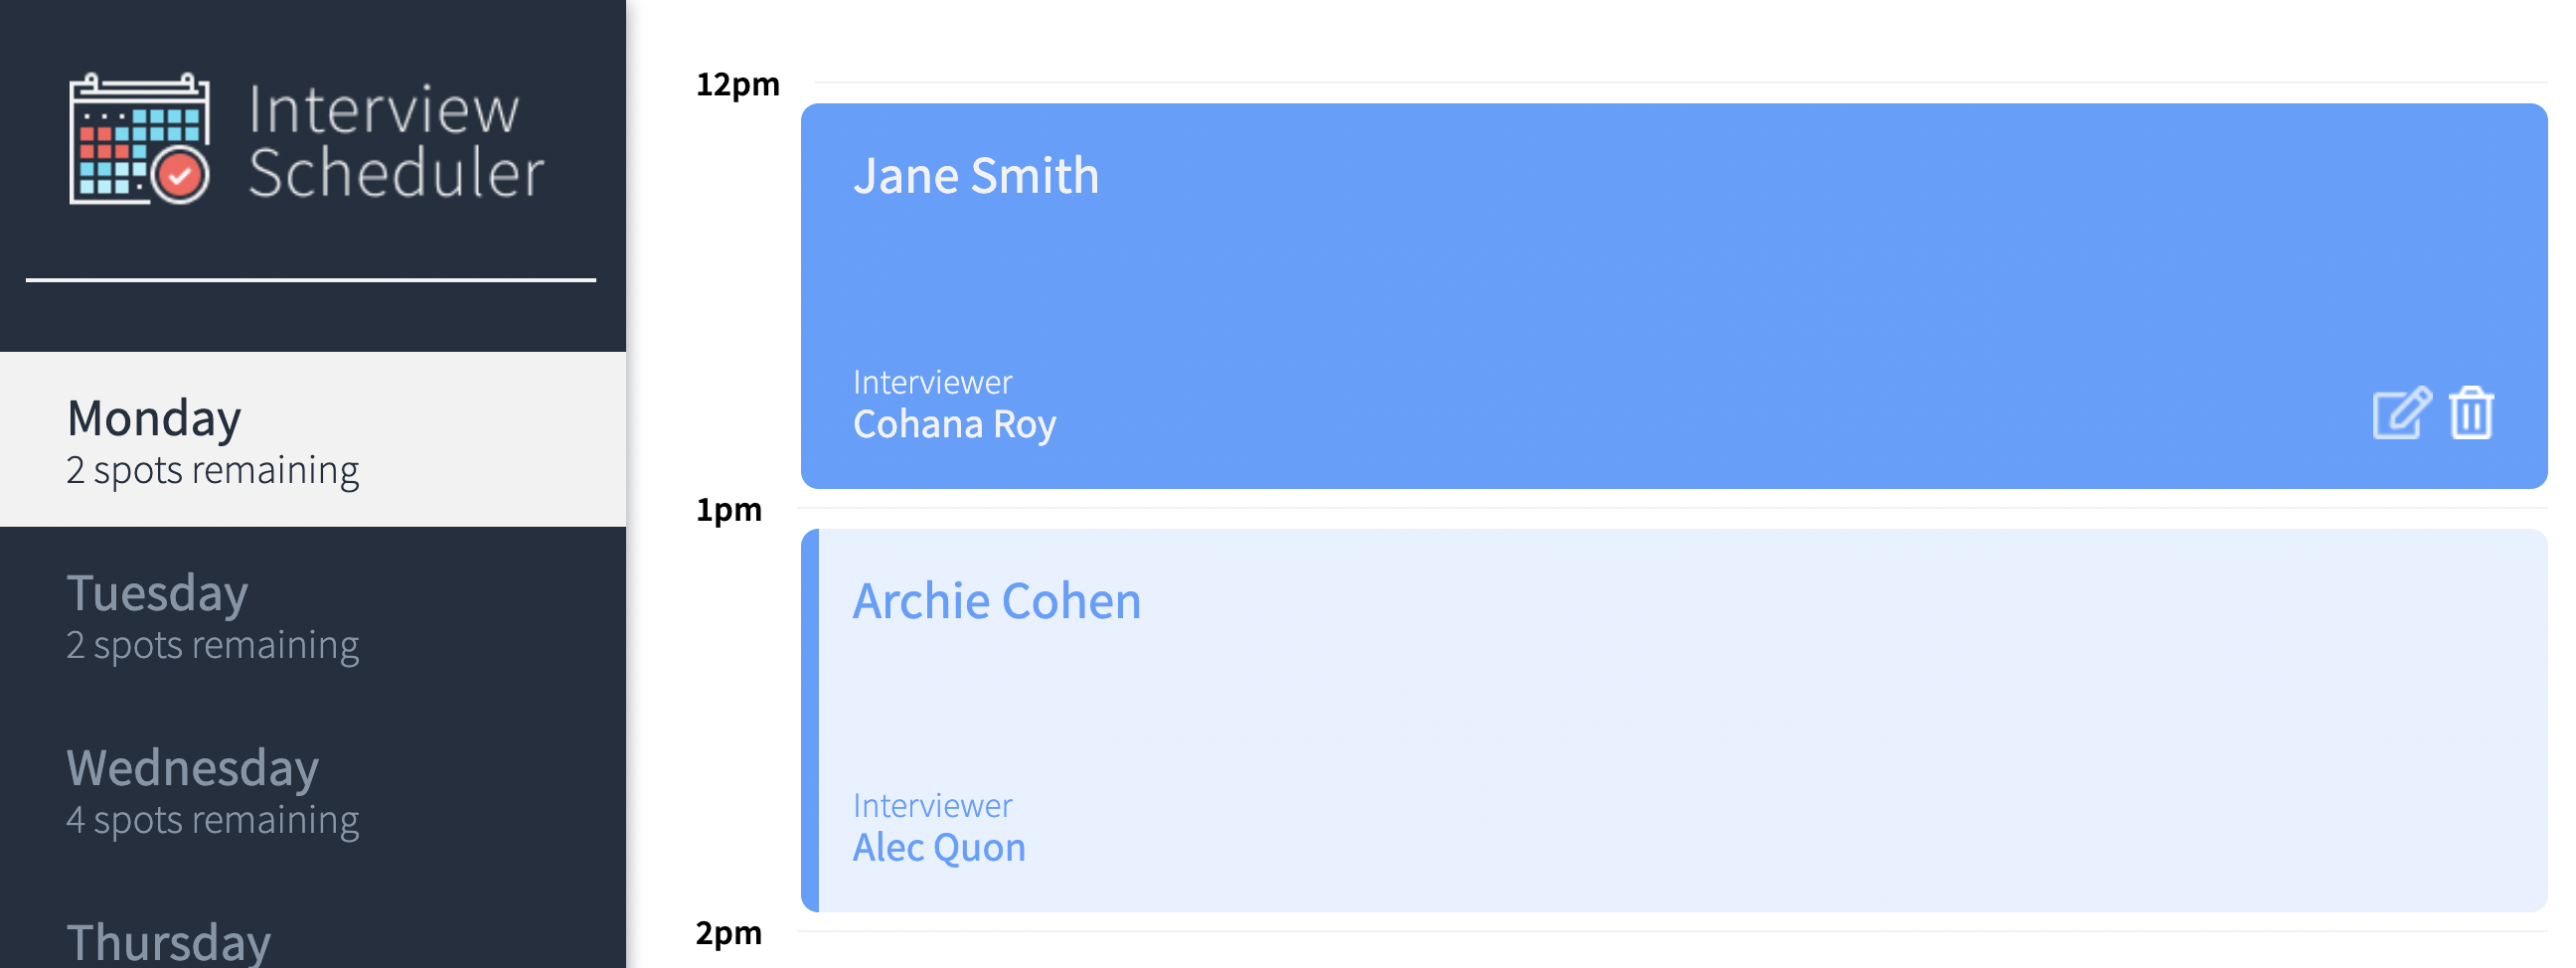 Interview
Scheduler
Monday
2 spots remaining
Tuesday
2 spots remaining
Wednesday
4 spots remaining
Thursday
12pm
Jane Smith
Interviewer
Cohana Roy
1pm
Archie Cohen
Interviewer
Alec Quon
2pm